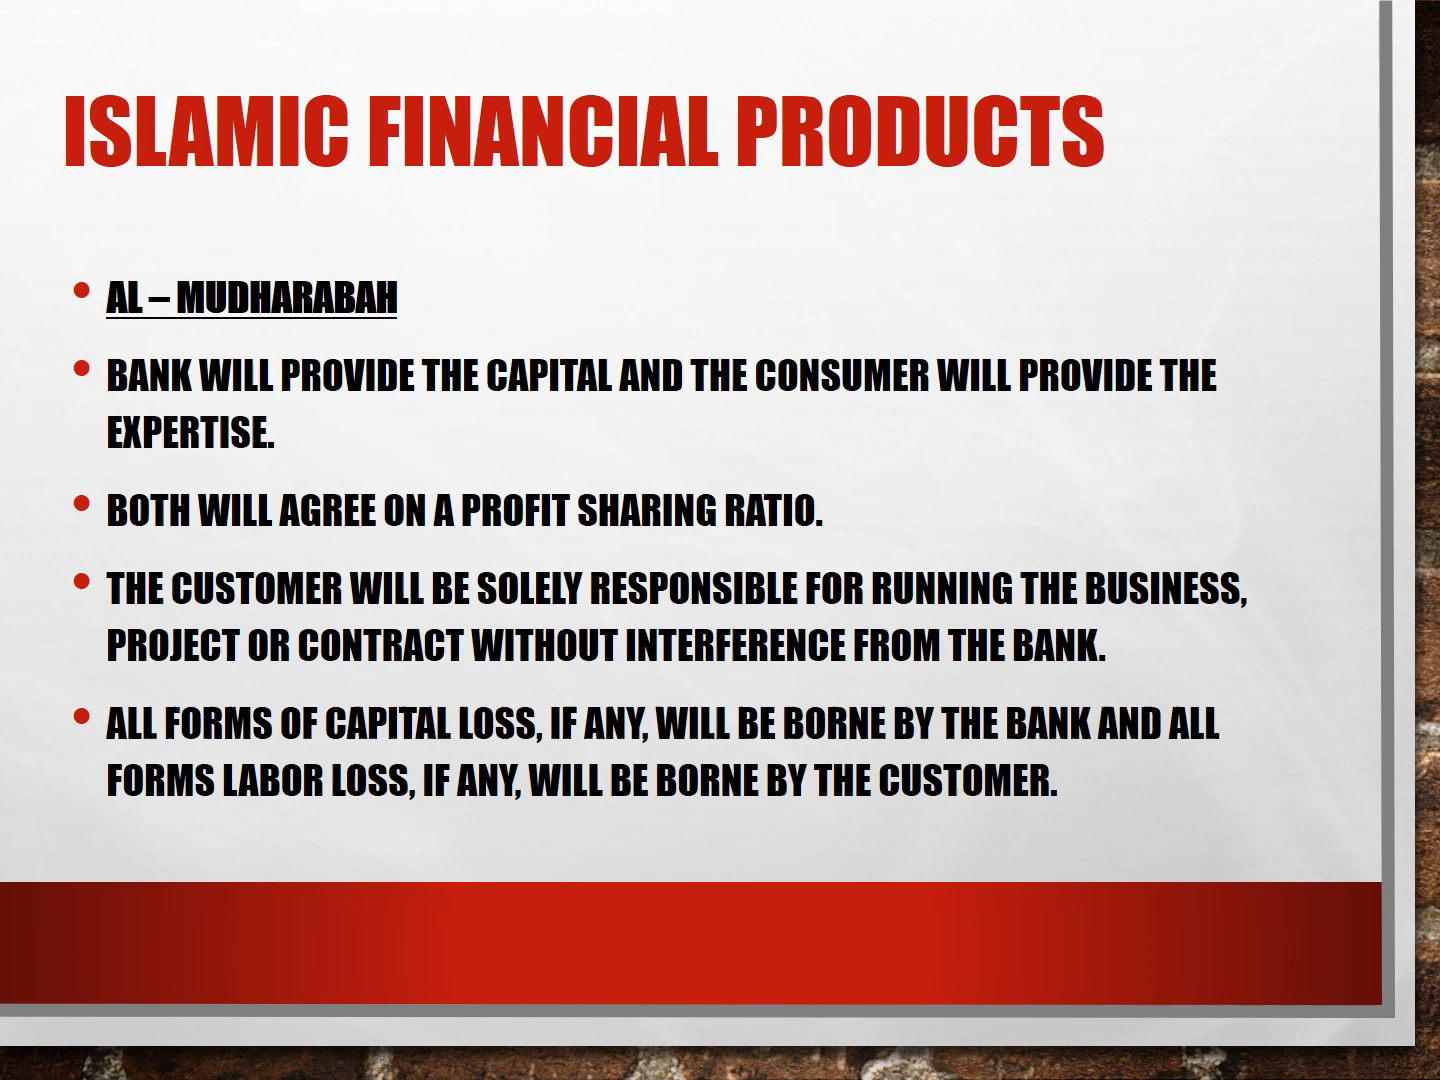 ISLAMIC FINANCIAL PRODUCTS
• AL – MUDHARABAH
• BANK WILL PROVIDE THE CAPITAL AND THE CONSUMER WILL PROVIDE THE
EXPERTISE.
• BOTH WILL AGREE ON A PROFIT SHARING RATIO.
• THE CUSTOMER WILL BE SOLELY RESPONSIBLE FOR RUNNING THE BUSINESS,
PROJECT OR CONTRACT WITHOUT INTERFERENCE FROM THE BANK.
• ALL FORMS OF CAPITAL LOSS, IF ANY, WILL BE BORNE BY THE BANK AND ALL
FORMS LABOR LOSS, IF ANY, WILL BE BORNE BY THE CUSTOMER.